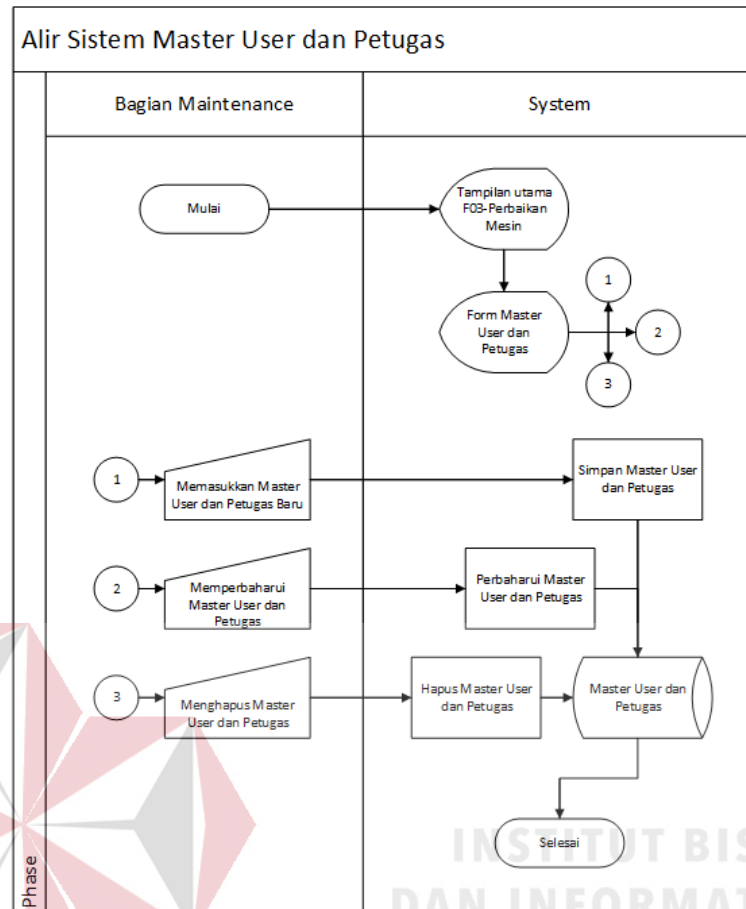 Alir Sistem Master User dan Petugas
Bagian Maintenance
System
Mulai
Tampilan utama
F03-Perbaikan
Mesin
Form Master
User dan
Petugas
1
2
3
1
Memasukkan Master
User dan Petugas Baru
Simpan Master User
dan Petugas
2
Memperbaharui
Master User dan
Petugas
Perbaharui Master
User dan Petugas
3
Menghapus Master
User dan Petugas
Hapus Master User
dan Petugas
Master User dan
Petugas
Selesai
Phase
INSTITUT BIS
DAN INFORMAT